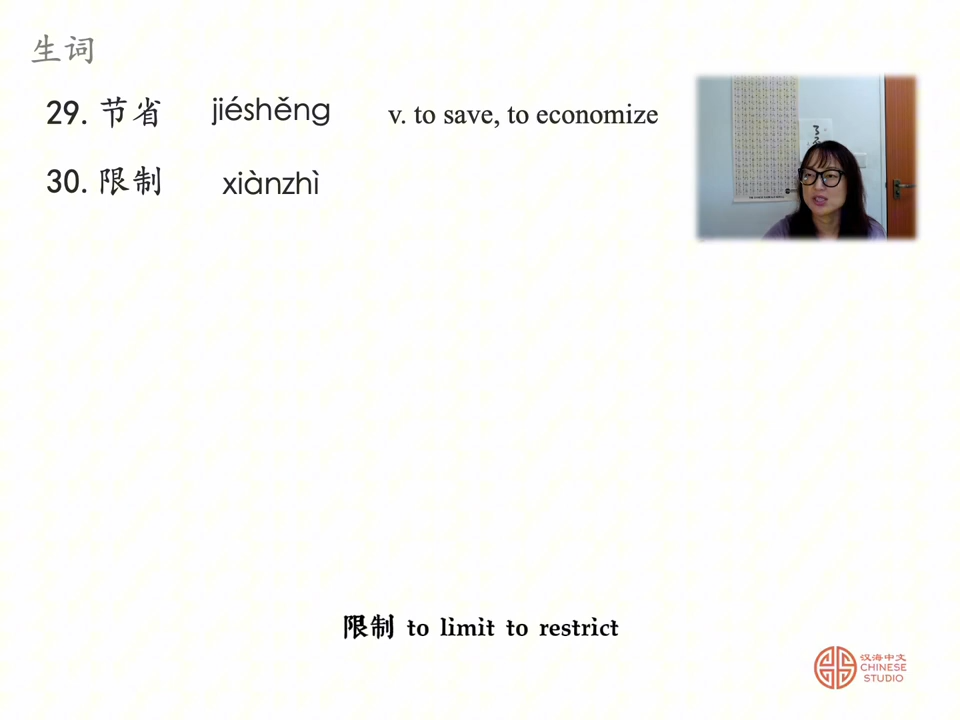 生词
29. 节省 jiéshěng v. to save, to economize
30. 限制 xiànzhì
限制 to limit to restrict
汉海中文
CHINESE
STUDIO